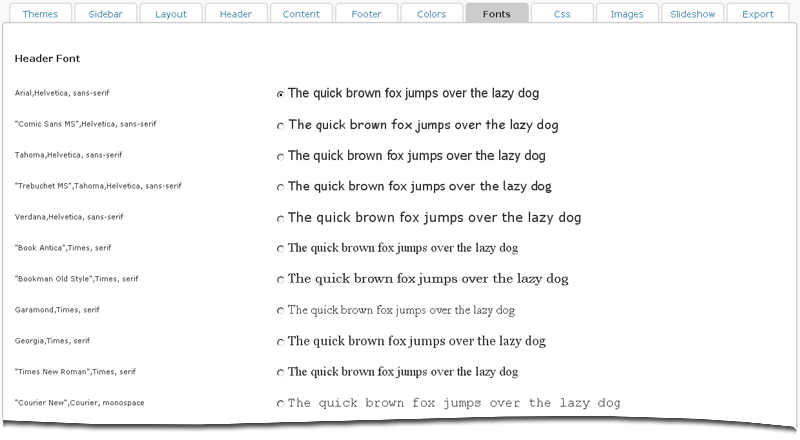 Themes Sidebar Layout Header Content Footer Colors Fonts Css Images Slideshow Export
Header Font
Arial,Helvetica, sans-serif The quick brown fox jumps over the lazy dog
"Comic Sans MS",Helvetica, sans-serif The quick brown fox jumps over the lazy dog
Tahoma,Helvetica, sans-serif The quick brown fox jumps over the lazy dog
"Trebuchet MS",Tahoma,Helvetica, sans-serif The quick brown fox jumps over the lazy dog
Verdana,Helvetica, sans-serif The quick brown fox jumps over the lazy dog
"Book Antica",Times, serif The quick brown fox jumps over the lazy dog
"Bookman Old Style",Times, serif The quick brown fox jumps over the lazy dog
Garamond,Times, serif The quick brown fox jumps over the lazy dog
Georgia,Times, serif The quick brown fox jumps over the lazy dog
"Times New Roman",Times, serif The quick brown fox jumps over the lazy dog
"Courier New",Courier, monospace The quick brown fox jumps over the lazy dog